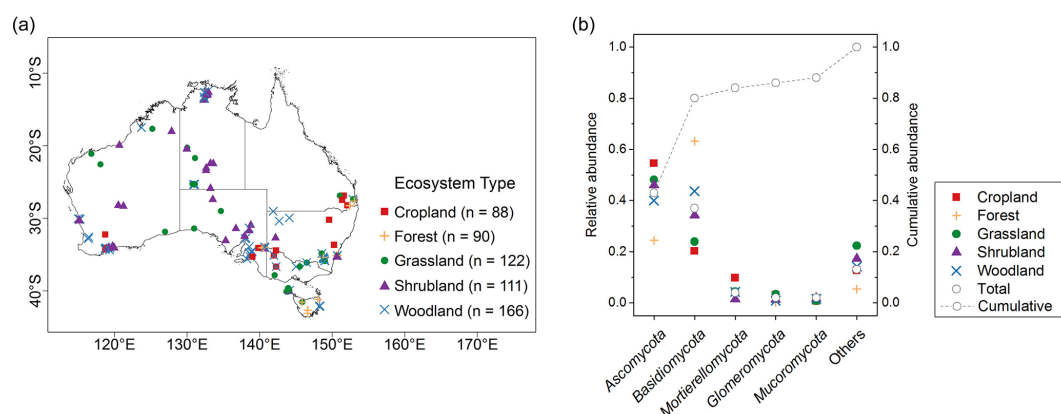 (a)
10°S
20°S
30°S
40°S
110°E
120°E
130°E
140°E
150°E
160°E
170°E
Ecosystem Type
Cropland (n = 88)
Forest (n = 90)
Grassland (n = 122)
Shrubland (n = 111)
Woodland (n = 166)
(b)
Relative abundance
1.0
0.8
0.6
0.4
0.2
0.0
Ascomycota
Basidiomycota
Mortierellomycota
Glomeromycota
Mucoromycota
Others
1.0
0.8
0.6
0.4
0.2
0.0
Cumulative abundance
Cropland
Forest
Grassland
Shrubland
Woodland
Total
Cumulative